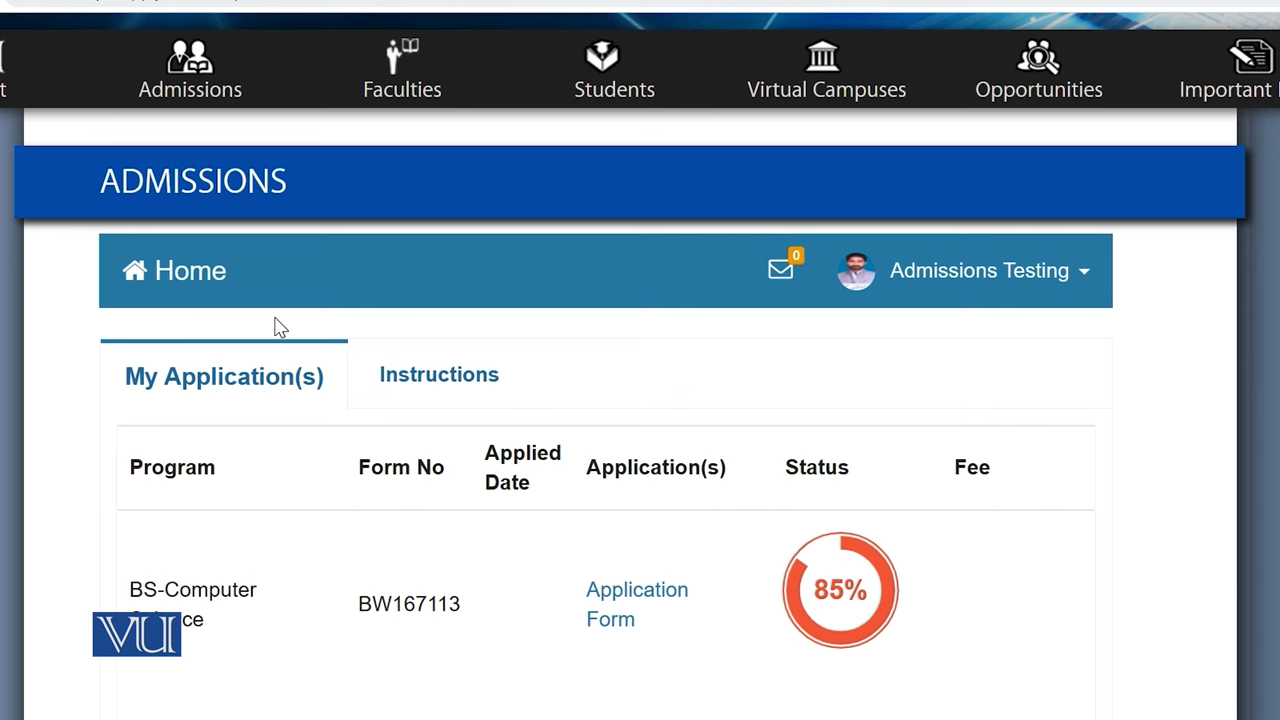 Admissions
Faculties
Students
Virtual Campuses
Opportunities
Important
ADMISSIONS
Home
0
Admissions Testing
My Application(s)
Instructions
Program
Form No
Applied
Date
Application(s)
Status
Fee
BS-Computer
BW167113
Application
Form
85%
VU